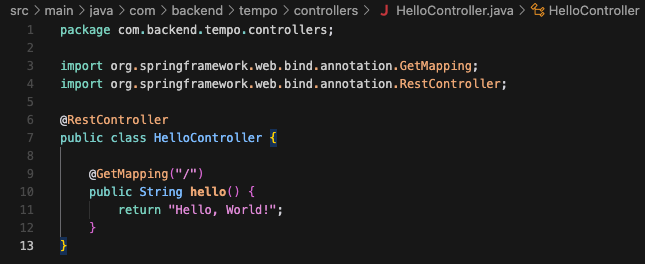 src > main > java > com > backend > tempo > controllers > J HelloController.java > HelloController
1 package com.backend.tempo.controllers;
2
3 import org.springframework.web.bind.annotation.GetMapping;
4 import org.springframework.web.bind.annotation.RestController;
5
6 @RestController
7 public class HelloController {
8
9     @GetMapping("/")
10     public String hello() {
11         return "Hello, World!";
12     }
13 }